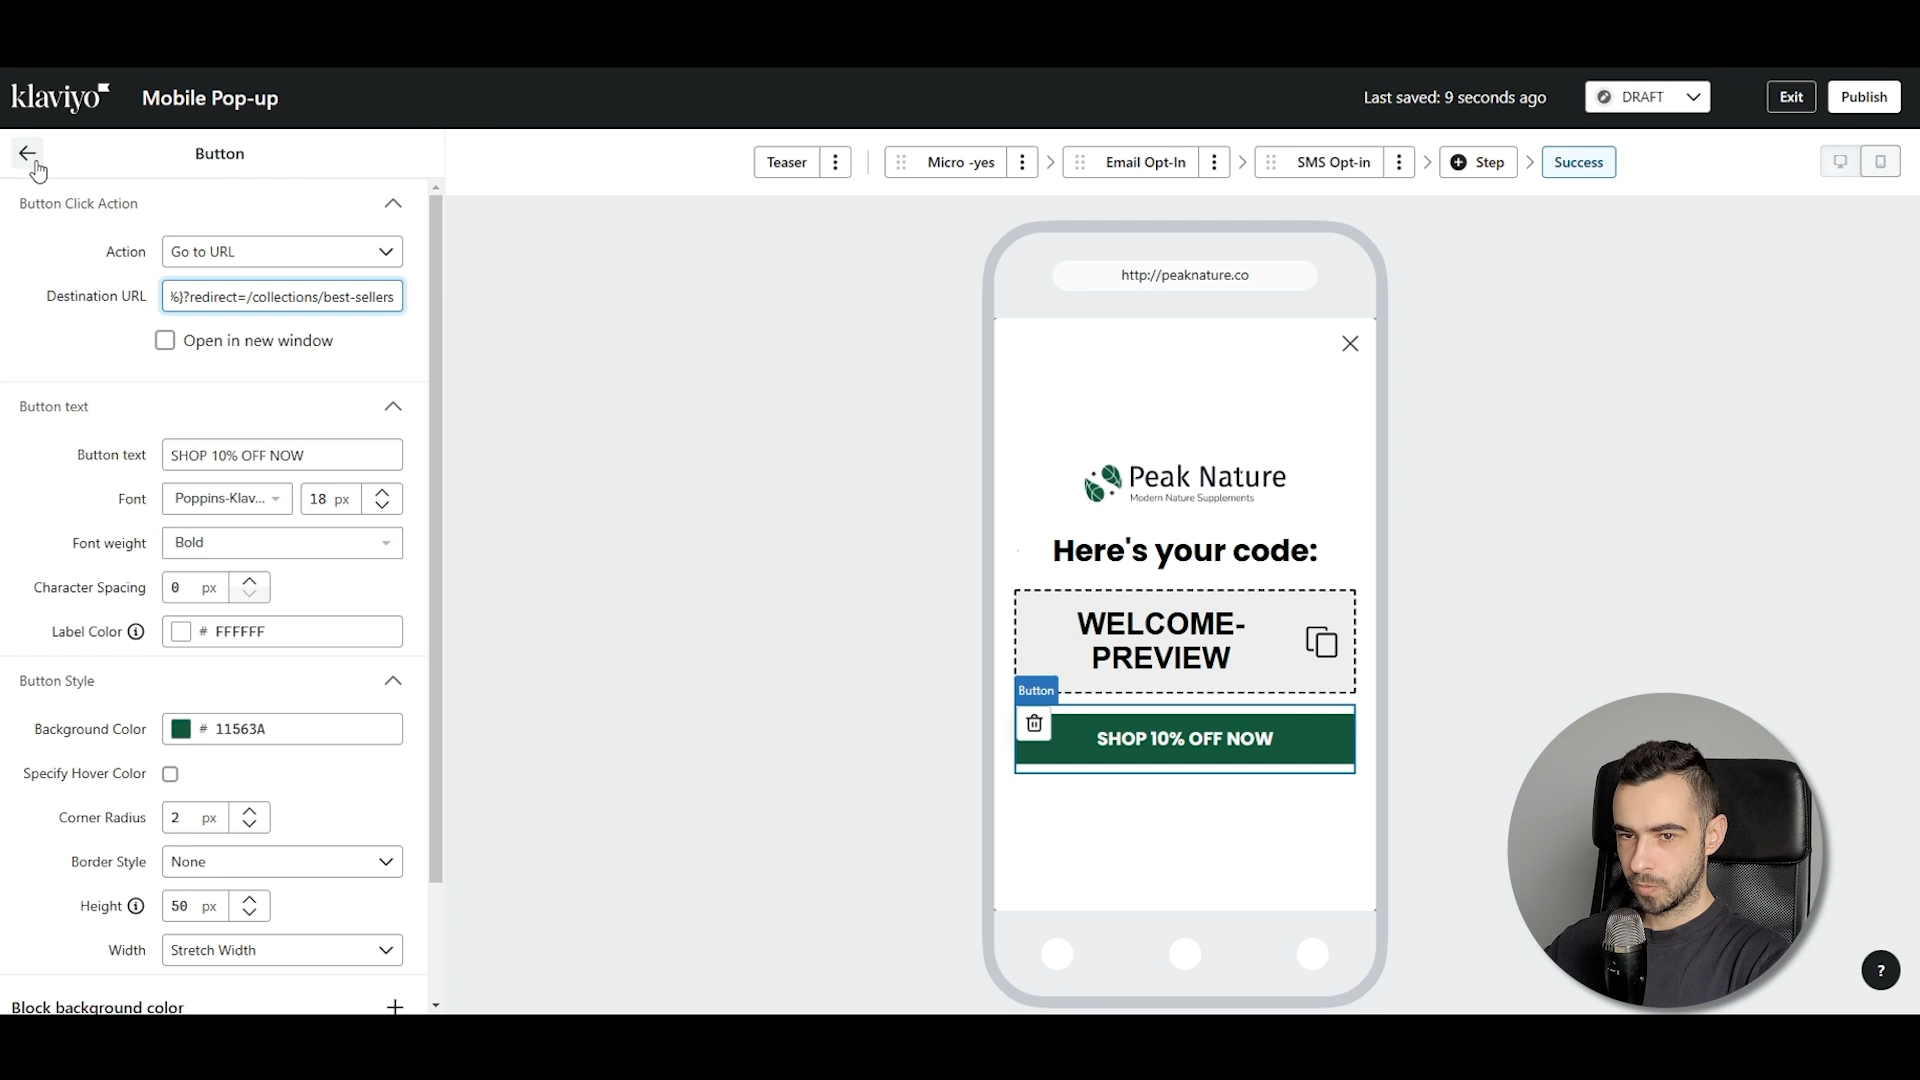 klaviyo
Mobile Pop-up
Last saved: 9 seconds ago
DRAFT
Exit
Publish
Button
Teaser
Micro -yes
Email Opt-In
SMS Opt-in
Step
Success
Button Click Action
Action
Go to URL
Destination URL
%}?redirect=/collections/best-sellers
Open in new window
Button text
Button text
SHOP 10% OFF NOW
Font
Poppins-Klav...
18 px
Font weight
Bold
Character Spacing
0 px
Label Color
# FFFFFF
Button Style
Background Color
# 11563A
Specify Hover Color
Corner Radius
2 px
Border Style
None
Height
50 px
Width
Stretch Width
Block background color
http://peaknature.co
Peak Nature
Modern Nature Supplements
Here's your code:
WELCOME-
PREVIEW
Button
SHOP 10% OFF NOW
?